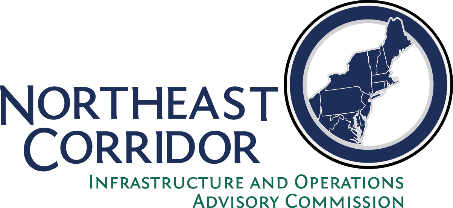 NORTHEAST
CORRIDOR
INFRASTRUCTURE AND OPERATIONS
ADVISORY COMMISSION